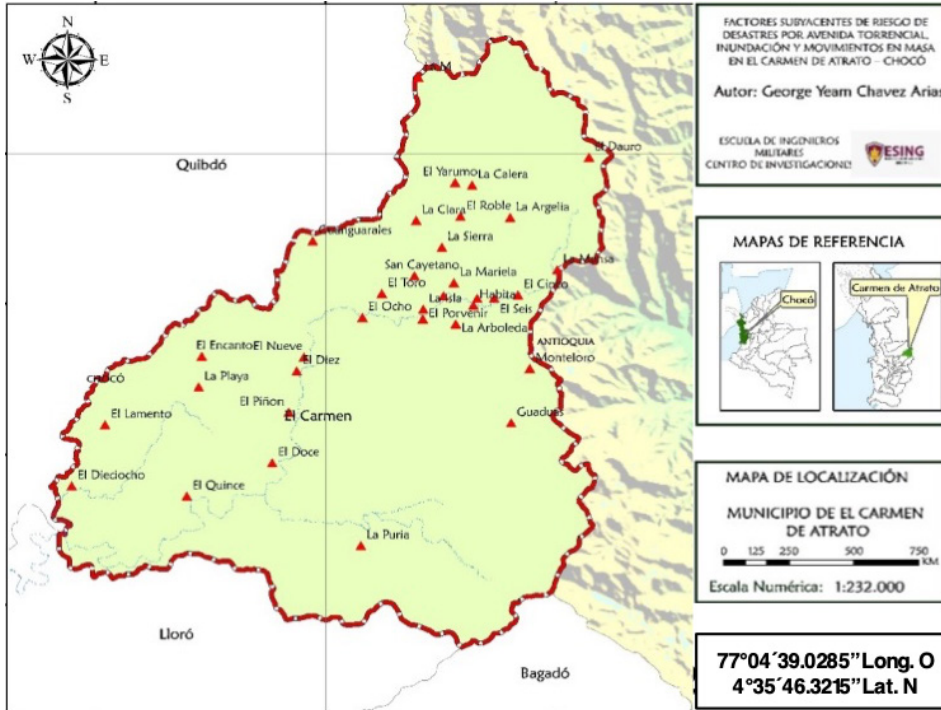 N
W E
S
Quibdó
El Dauro
El Yarumo
La Calera
La Clara
El Roble
La Argelia
La Sierra
La Mansa
San Cayetano
La Mariela
El Toro
El Cinco
La Isla
Habita
El Ocho
El Porvenir
El Seis
La Arboleda
ANTIOQUIA
El Encanto
El Nueve
El Diez
Monteloro
CHOCÓ
La Playa
El Piñon
El Lamento
El Carmen
Guaduas
El Doce
El Dieciocho
El Quince
La Puria
Lloró
Bagadó
FACTORES SUBYACENTES DE RIESGO DE
DESASTRES POR AVENIDA TORRENCIAL,
INUNDACIÓN Y MOVIMIENTOS EN MASA
EN EL CARMEN DE ATRATO – CHOCÓ
Autor: George Yeam Chavez Arias
ESCUELA DE INGENIEROS
MILITARES
CENTRO DE INVESTIGACIONES
ESING
MAPAS DE REFERENCIA
Chocó
Carmen de Atrato
MAPA DE LOCALIZACIÓN
MUNICIPIO DE EL CARMEN
DE ATRATO
0 125 250 500 750
KM
Escala Numérica: 1:232.000
77°04´39.0285” Long. O
4°35´46.3215” Lat. N